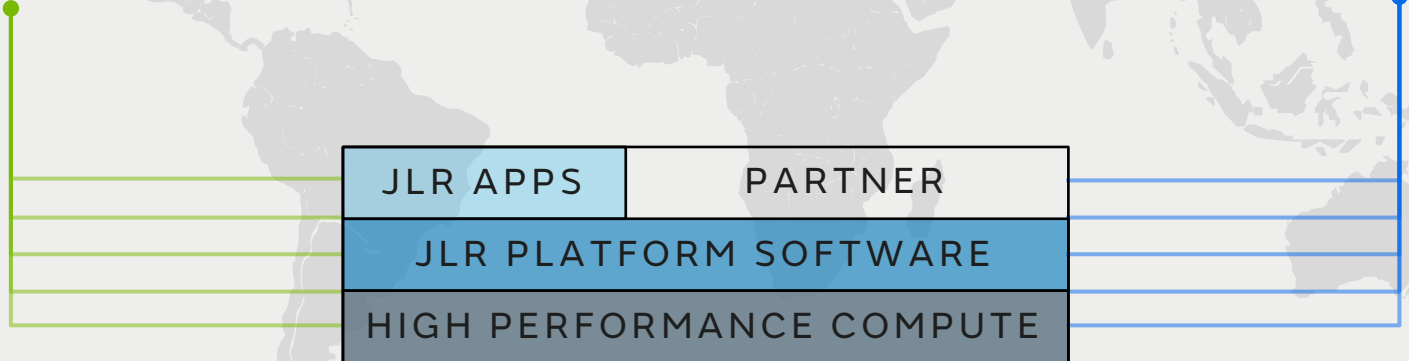 JLR APPS PARTNER
JLR PLATFORM SOFTWARE
HIGH PERFORMANCE COMPUTE